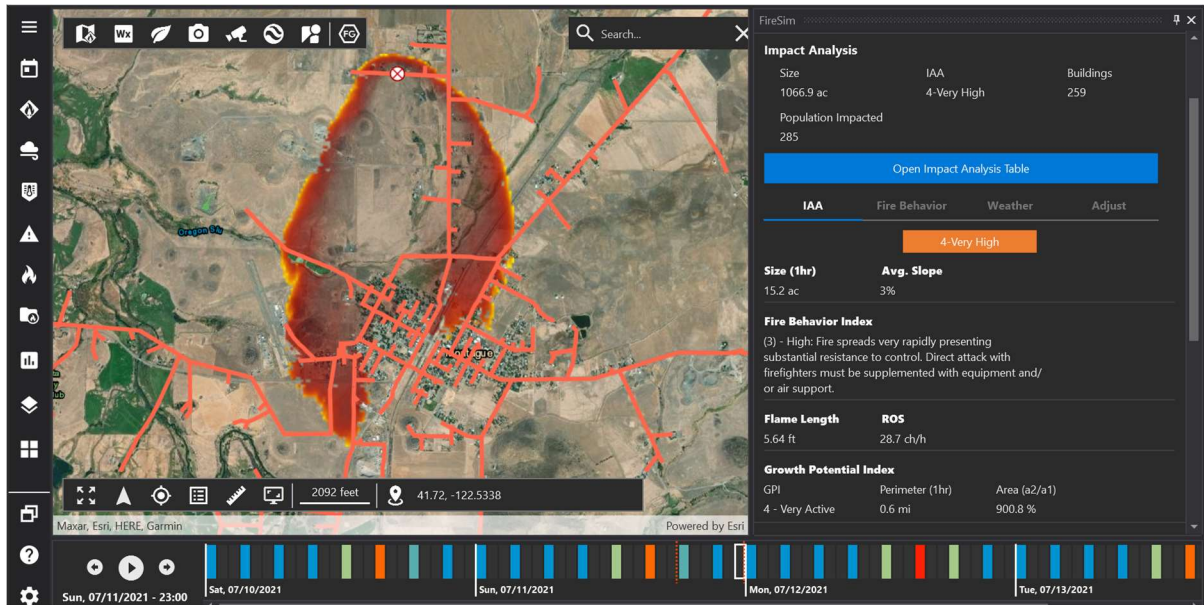 FireSim
Wx
FG
Search...
Impact Analysis
Size
IAA
Buildings
1066.9 ac
4-Very High
259
Population Impacted
285
Open Impact Analysis Table
IAA
Fire Behavior
Weather
Adjust
4-Very High
Size (1hr)
Avg. Slope
15.2 ac
3%
Fire Behavior Index
(3) - High: Fire spreads very rapidly presenting
substantial resistance to control. Direct attack with
firefighters must be supplemented with equipment and/
or air support.
Flame Length
ROS
5.64 ft
28.7 ch/h
Growth Potential Index
GPI
Perimeter (1hr)
Area (a2/a1)
4 - Very Active
0.6 mi
900.8 %
2092 feet
41.72, -122.5338
Maxar, Esri, HERE, Garmin
Powered by Esri
Sun, 07/11/2021 - 23:00
Sat, 07/10/2021
Sun, 07/11/2021
Mon, 07/12/2021
Tue, 07/13/2021